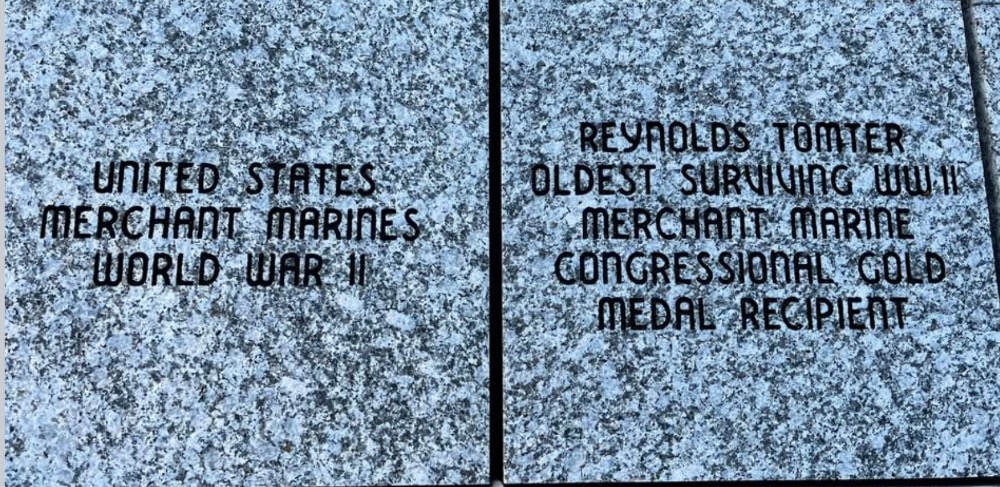 UNITED STATES
MERCHANT MARINES
WORLD WAR II
REYNOLDS TOMTER
OLDEST SURVIVING WW II
MERCHANT MARINE
CONGRESSIONAL GOLD
MEDAL RECIPIENT